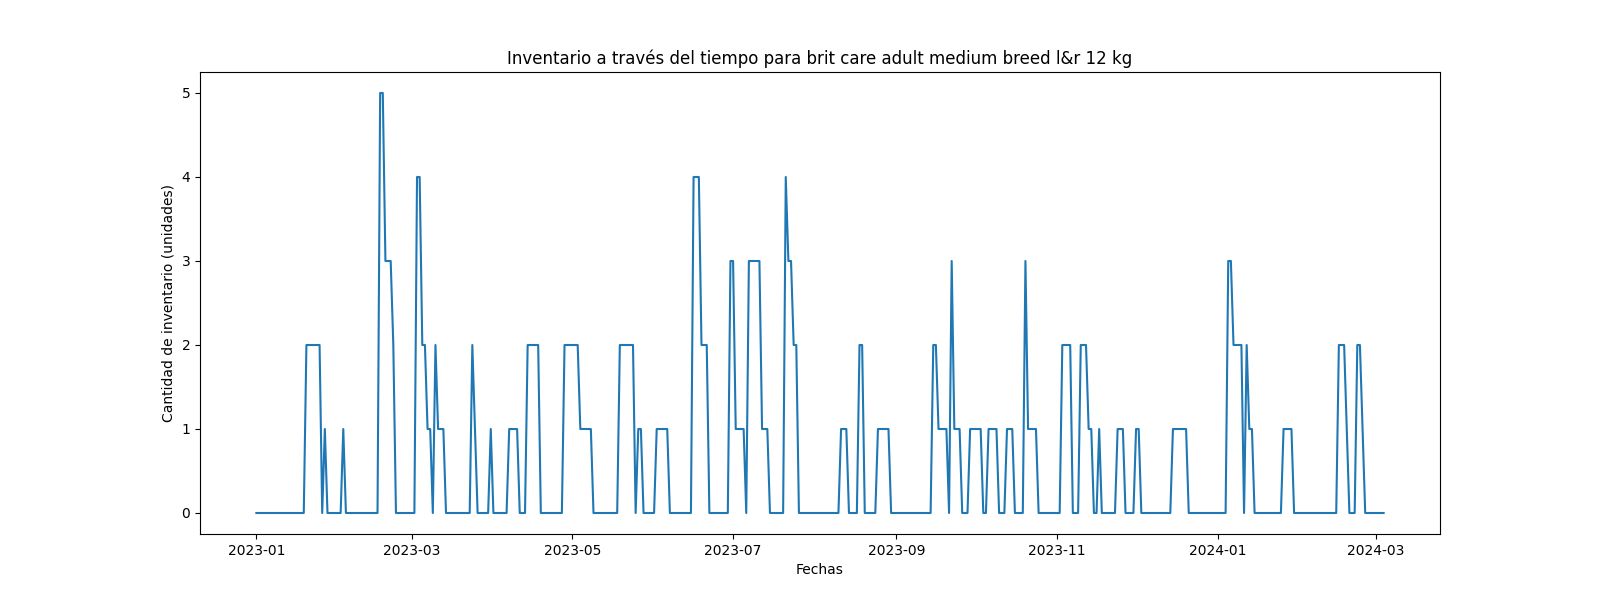 Inventario a través del tiempo para brit care adult medium breed l&r 12 kg
Cantidad de inventario (unidades)
5
4
3
2
1
0
2023-01 2023-03 2023-05 2023-07 2023-09 2023-11 2024-01 2024-03
Fechas